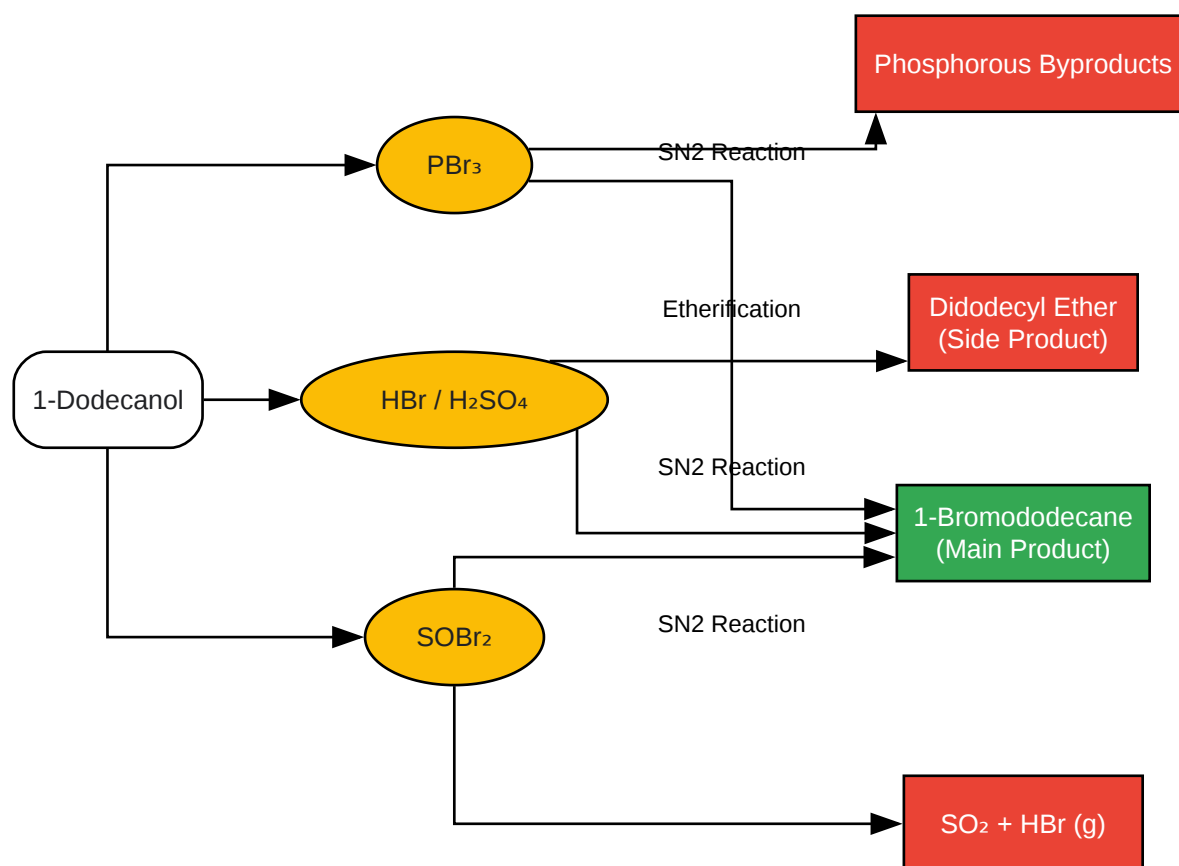 Phosphorous Byproducts
SN2 Reaction
PBr₃
Etherification
Didodecyl Ether
(Side Product)
1-Dodecanol
HBr / H₂SO₄
SN2 Reaction
1-Bromododecane
(Main Product)
SN2 Reaction
SOBr₂
SO₂ + HBr (g)